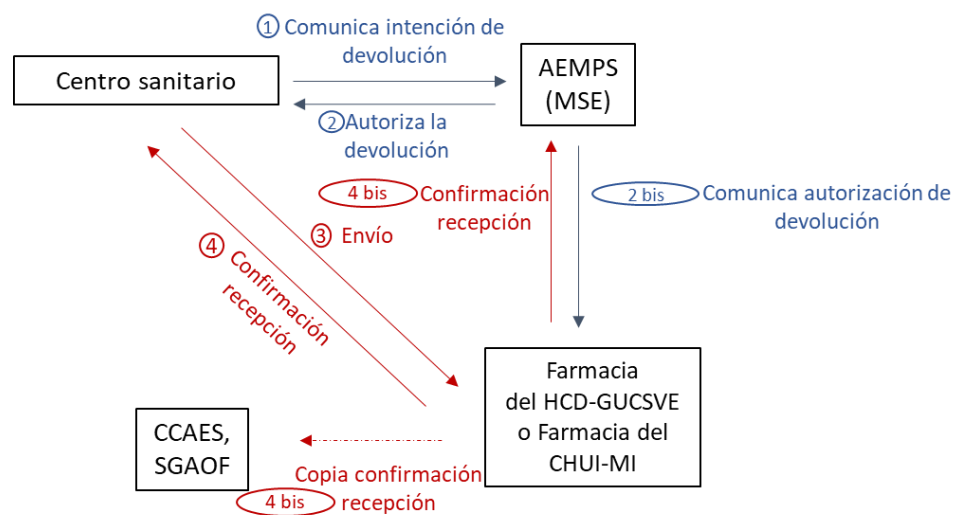 ① Comunica intención de
devolución
Centro sanitario
AEMPS
(MSE)
② Autoriza la
devolución
4 bis Confirmación
recepción
2 bis Comunica autorización de
devolución
③ Envío
④ Confirmación
recepción
Farmacia
del HCD-GUCSVE
o Farmacia del
CHUI-MI
CCAES,
SGAOF
Copia confirmación
4 bis recepción